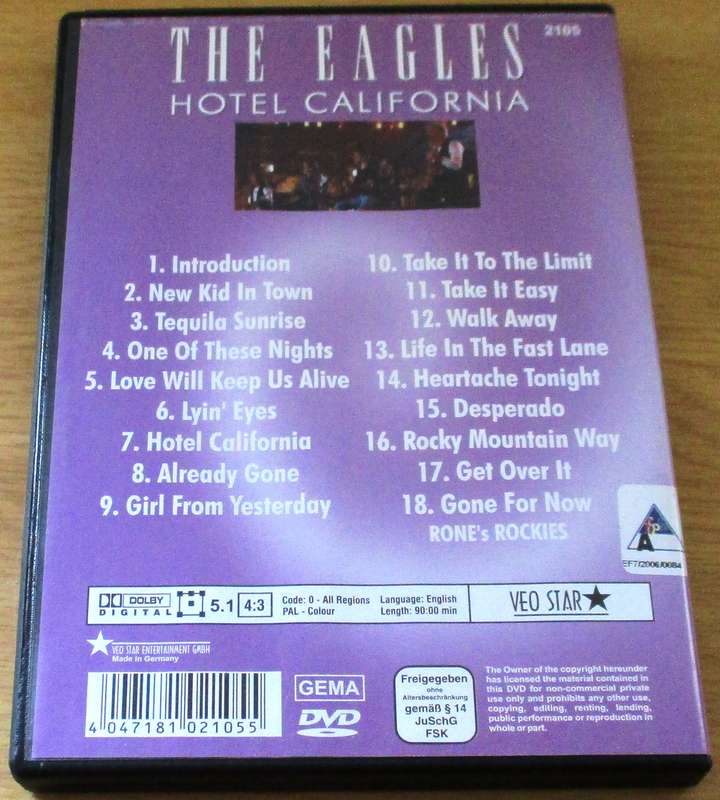 THE EAGLES
2105
HOTEL CALIFORNIA
1. Introduction
2. New Kid In Town
3. Tequila Sunrise
4. One Of These Nights
5. Love Will Keep Us Alive
6. Lyin' Eyes
7. Hotel California
8. Already Gone
9. Girl From Yesterday
10. Take It To The Limit
11. Take It Easy
12. Walk Away
13. Life In The Fast Lane
14. Heartache Tonight
15. Desperado
16. Rocky Mountain Way
17. Get Over It
18. Gone For Now
RONE's ROCKIES
A
EF7/2006/0084
DOLBY
DIGITAL
5.1
4:3
Code: 0 - All Regions
PAL - Colour
Language: English
Length: 90:00 min
VEO STAR
VEO STAR ENTERTAINMENT GMBH
Made in Germany
4 047181 021055
GEMA
DVD
Freigegeben
ohne
Altersbeschränkung
gemäß § 14
JuSchG
FSK
The Owner of the copyright hereunder
has licensed the material contained in
this DVD for non-commercial private
use only and prohibits any other use,
copying, editing, renting, lending,
public performance or reproduction in
whole or part.